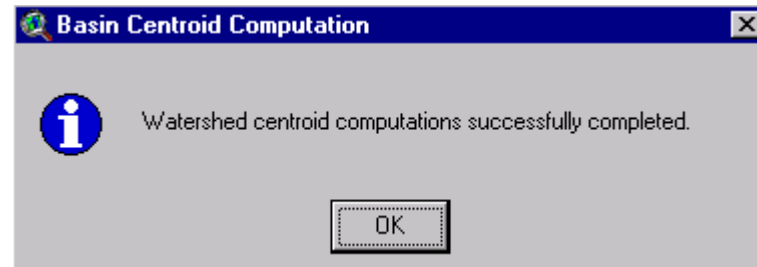 Basin Centroid Computation
Watershed centroid computations successfully completed.
OK